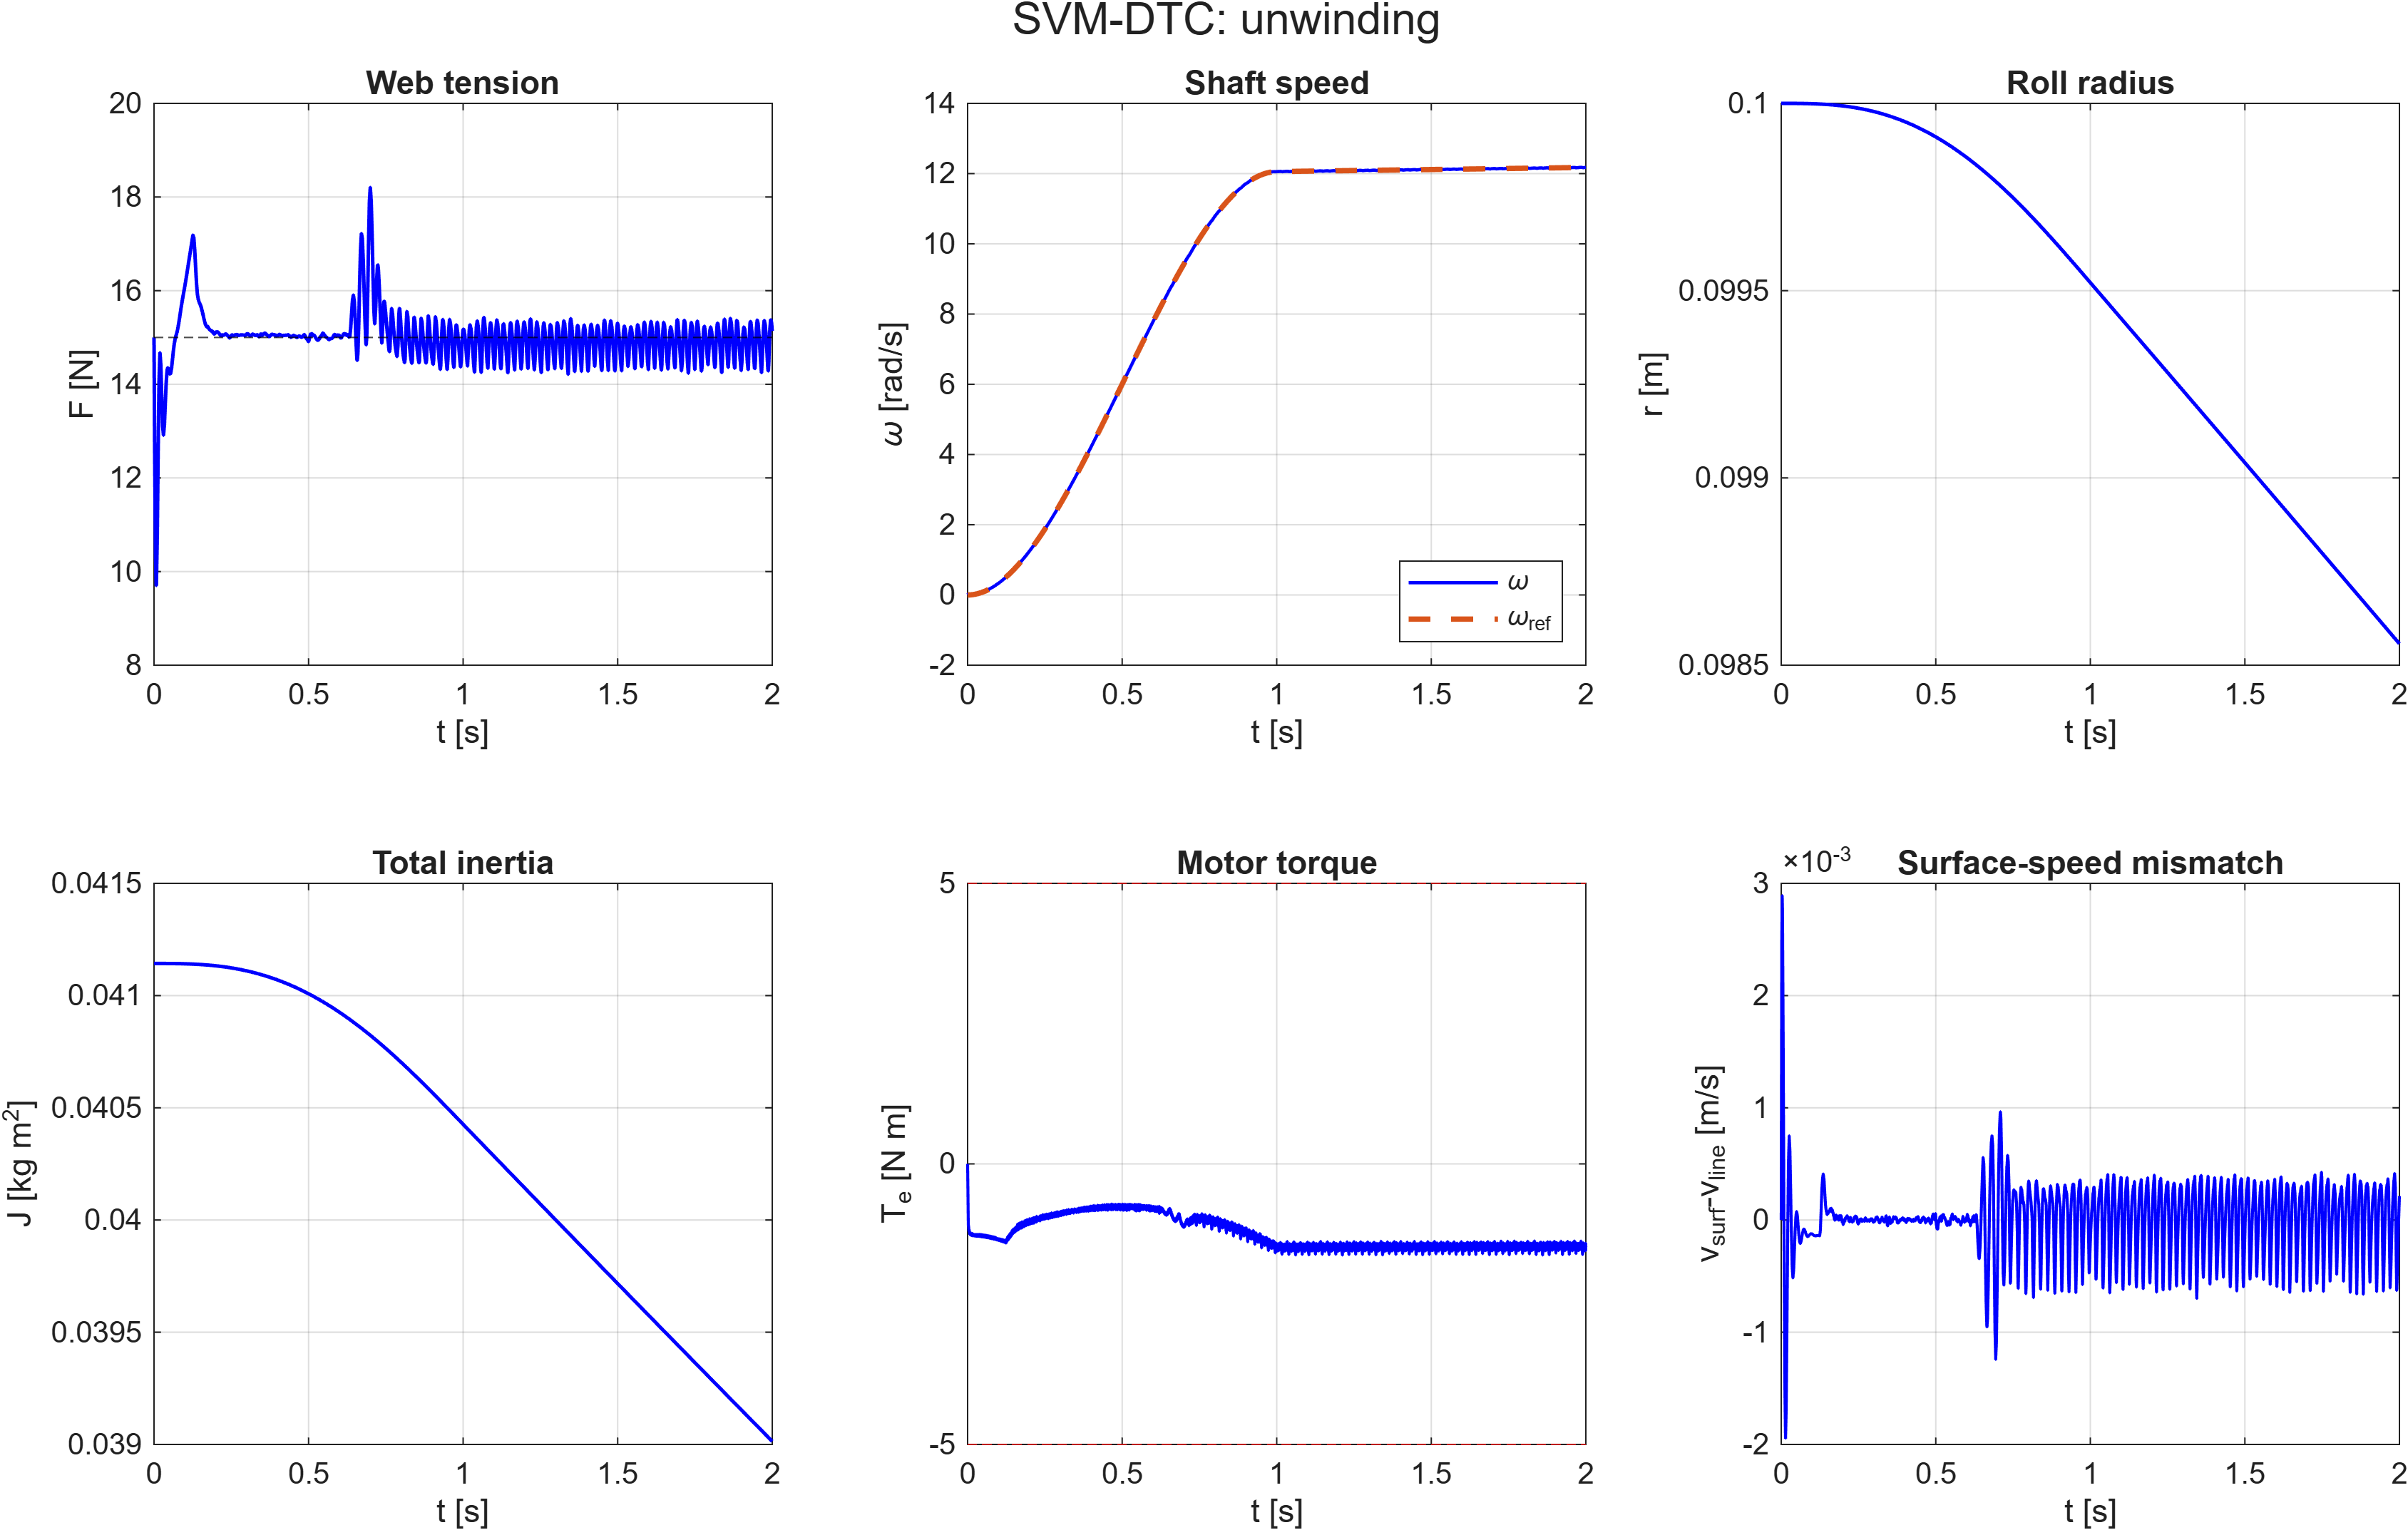 SVM-DTC: unwinding
Web tension
20
18
16
14
12
10
8
F [N]
0 0.5 1 1.5 2
t [s]
Shaft speed
14
12
10
8
6
4
2
0
-2
ω [rad/s]
ω
ω_ref
0 0.5 1 1.5 2
t [s]
Roll radius
0.1
0.0995
0.099
0.0985
r [m]
0 0.5 1 1.5 2
t [s]
Total inertia
0.0415
0.041
0.0405
0.04
0.0395
0.039
J [kg m²]
0 0.5 1 1.5 2
t [s]
Motor torque
5
0
-5
T_e [N m]
0 0.5 1 1.5 2
t [s]
×10⁻³ Surface-speed mismatch
3
2
1
0
-1
-2
v_surf-v_line [m/s]
0 0.5 1 1.5 2
t [s]